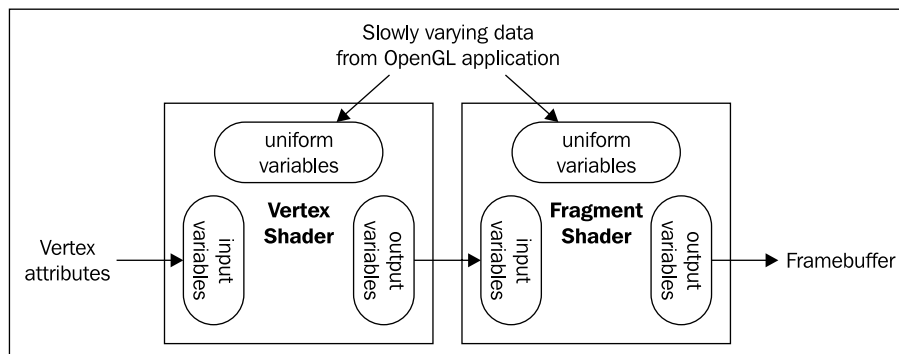 Slowly varying data
from OpenGL application
uniform
variables
uniform
variables
Vertex
Shader
Fragment
Shader
Vertex
attributes
input
variables
output
variables
input
variables
output
variables
Framebuffer